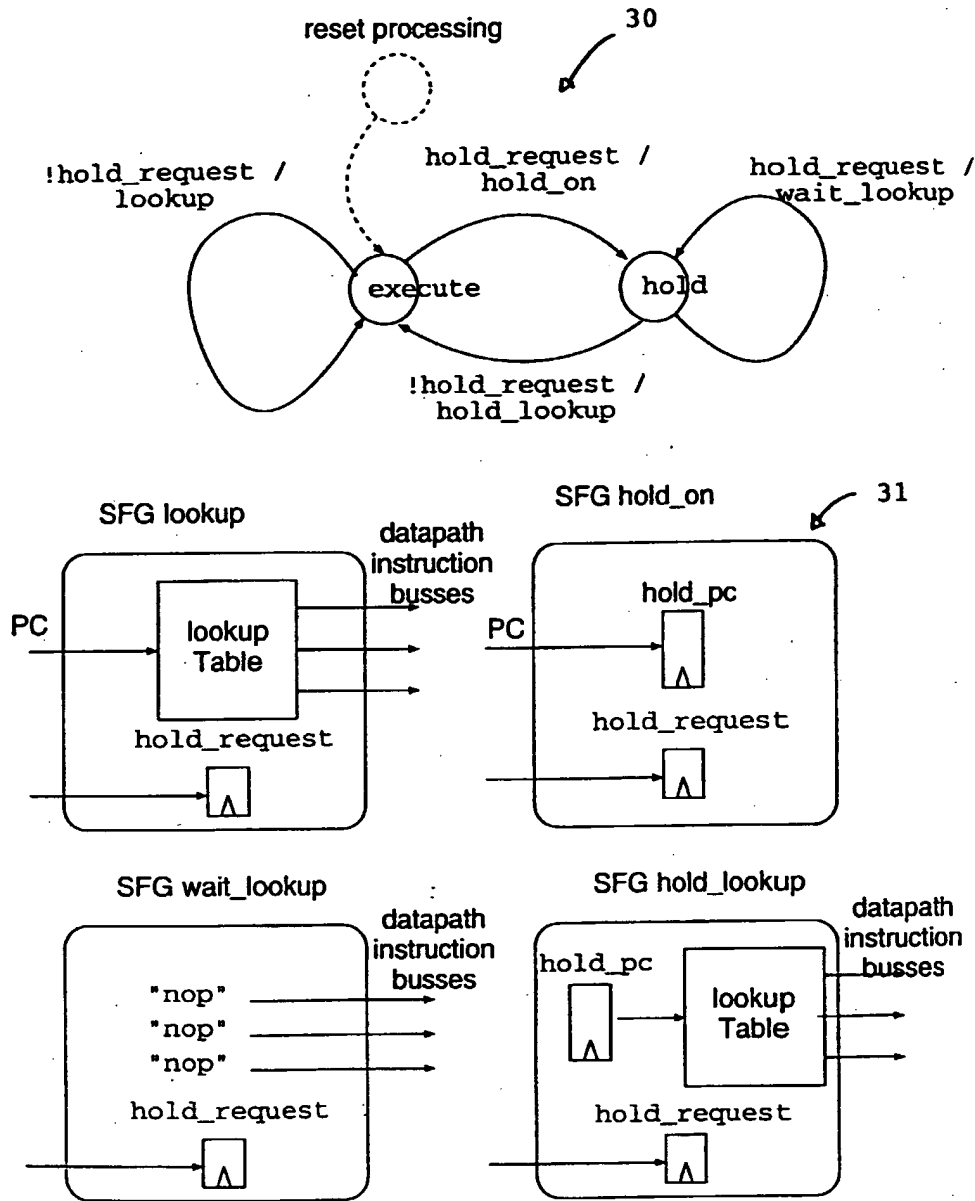 reset processing
30
!hold_request /
lookup
hold_request /
hold_on
hold_request /
wait_lookup
execute
hold
!hold_request /
hold_lookup
SFG lookup
datapath
instruction
busses
PC
lookup
Table
hold_request
SFG hold_on
31
hold_pc
PC
hold_request
SFG wait_lookup
datapath
instruction
busses
"nop"
"nop"
"nop"
hold_request
SFG hold_lookup
datapath
instruction
busses
hold_pc
lookup
Table
hold_request